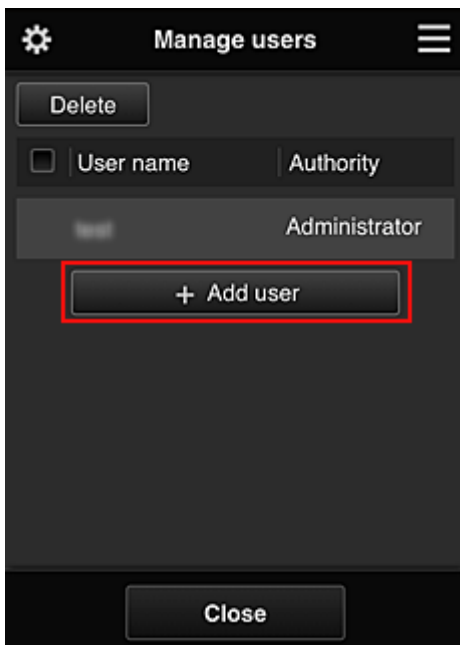 Manage users
Delete
User name Authority
Administrator
+ Add user
Close